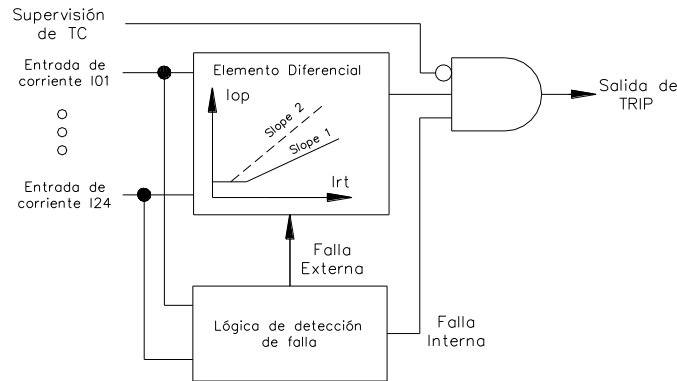 Supervisión
de TC
Entrada de
corriente I01
Entrada de
corriente I24
Elemento Diferencial
Iop
Slope 2
Slope 1
Irt
Falla
Externa
Lógica de detección
de falla
Falla
Interna
Salida de
TRIP